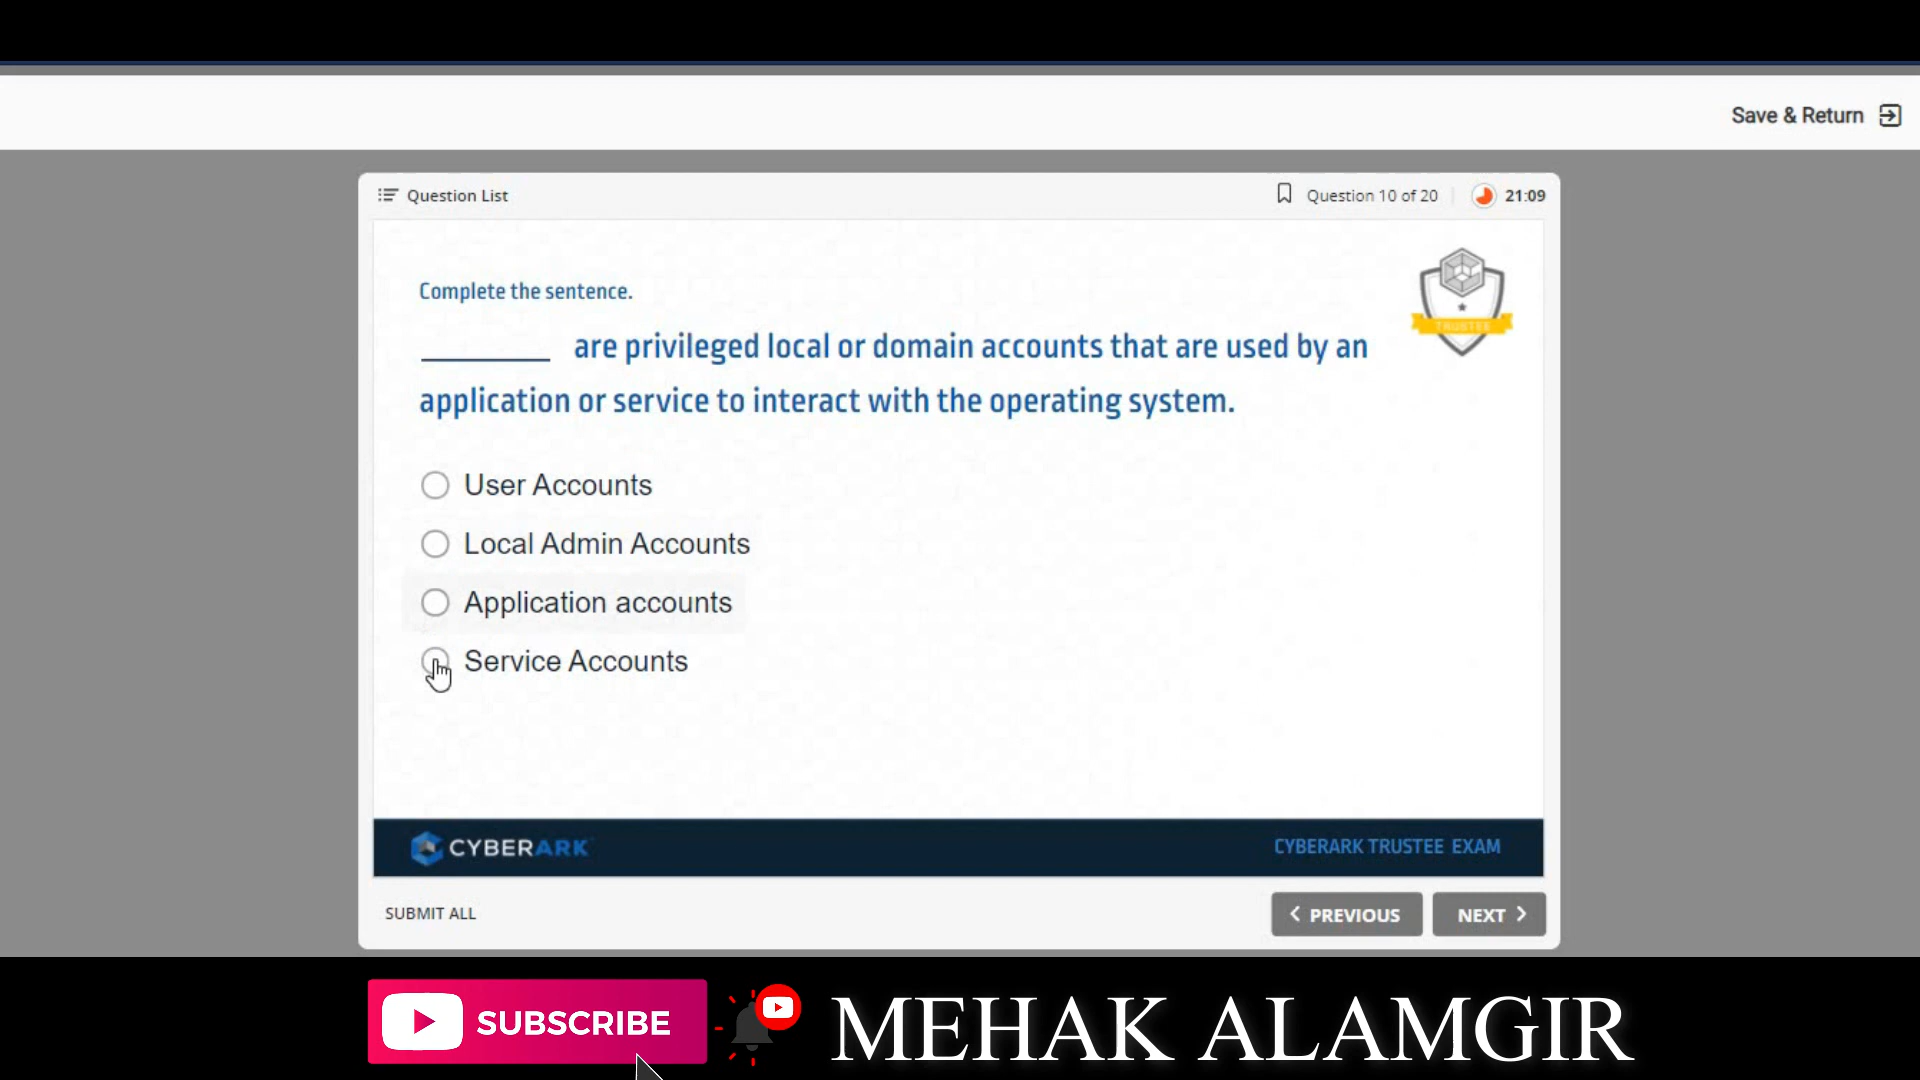 Save & Return
Question List
Question 10 of 20
21:09
Complete the sentence.
________ are privileged local or domain accounts that are used by an
application or service to interact with the operating system.
TRUSTEE
User Accounts
Local Admin Accounts
Application accounts
Service Accounts
CYBERARK
CYBERARK TRUSTEE EXAM
SUBMIT ALL
PREVIOUS
NEXT
SUBSCRIBE
MEHAK ALAMGIR